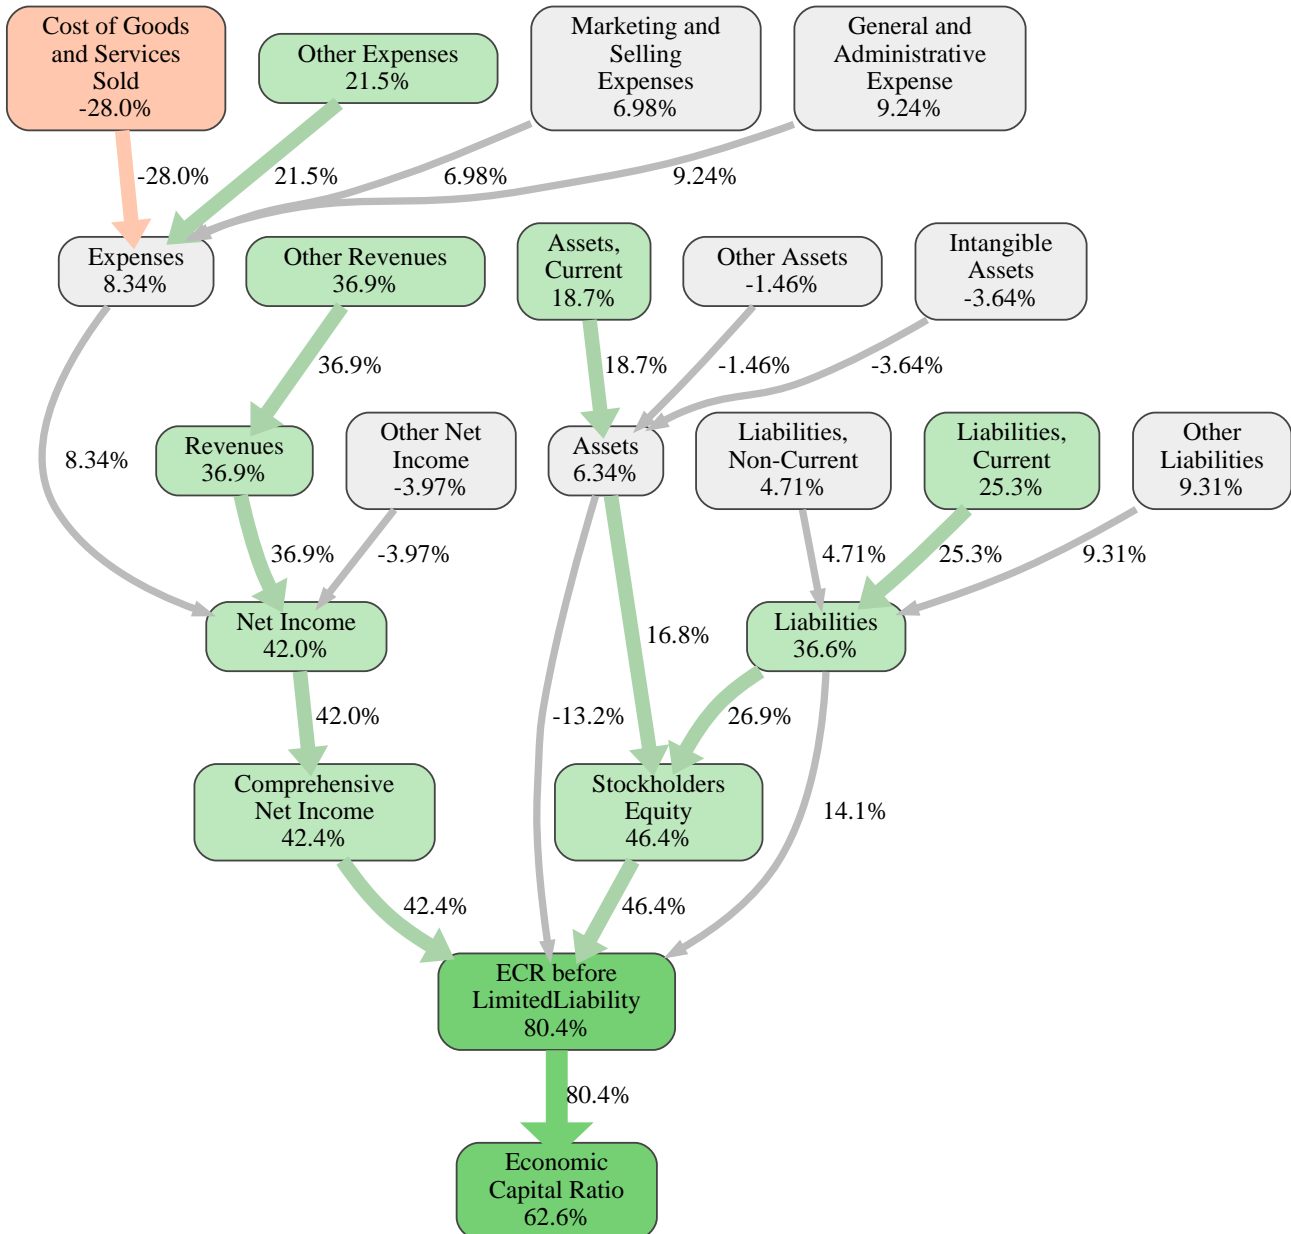 Cost of Goods
and Services
Sold
-28.0%
Other Expenses
21.5%
Marketing and
Selling
Expenses
6.98%
General and
Administrative
Expense
9.24%
-28.0%
21.5%
6.98%
9.24%
Expenses
8.34%
Other Revenues
36.9%
Assets,
Current
18.7%
Other Assets
-1.46%
Intangible
Assets
-3.64%
36.9%
18.7%
-1.46%
-3.64%
8.34%
Revenues
36.9%
Other Net
Income
-3.97%
Assets
6.34%
Liabilities,
Non-Current
4.71%
Liabilities,
Current
25.3%
Other
Liabilities
9.31%
36.9%
-3.97%
4.71%
25.3%
9.31%
Net Income
42.0%
16.8%
Liabilities
36.6%
42.0%
-13.2%
26.9%
Comprehensive
Net Income
42.4%
Stockholders
Equity
46.4%
14.1%
42.4%
46.4%
ECR before
LimitedLiability
80.4%
80.4%
Economic
Capital Ratio
62.6%